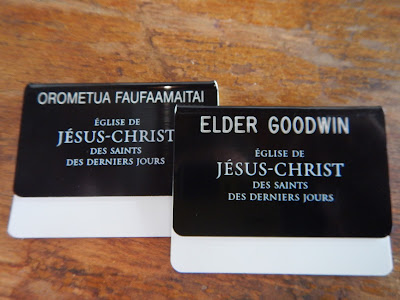 OROMETUA FAUFAAMAITAI
ÉGLISE DE
JÉSUS-CHRIST
DES SAINTS
DES DERNIERS JOURS
ELDER GOODWIN
ÉGLISE DE
JÉSUS-CHRIST
DES SAINTS
DES DERNIERS JOURS